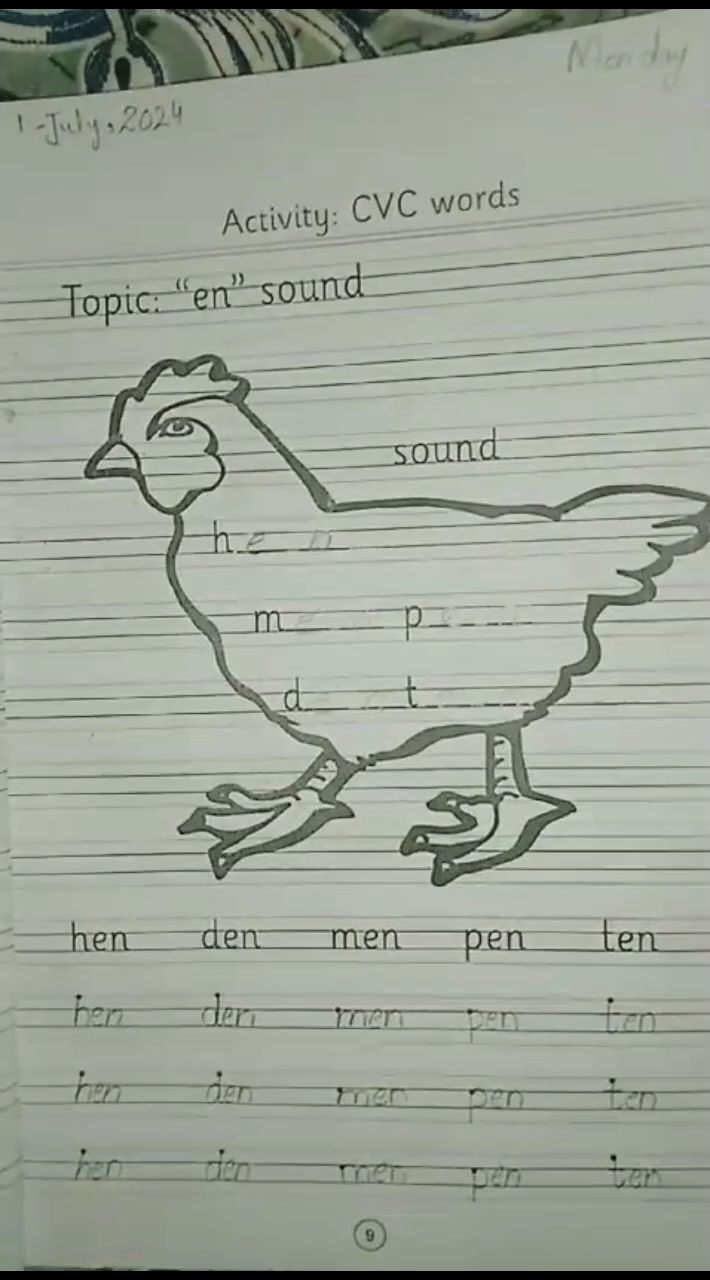 Monday
1-July, 2024
Activity: CVC words
Topic: “en” sound
sound
h e n
m e p e
d t
hen den men pen ten
hen den men pen ten
hen den men pen ten
hen den men pen ten
9